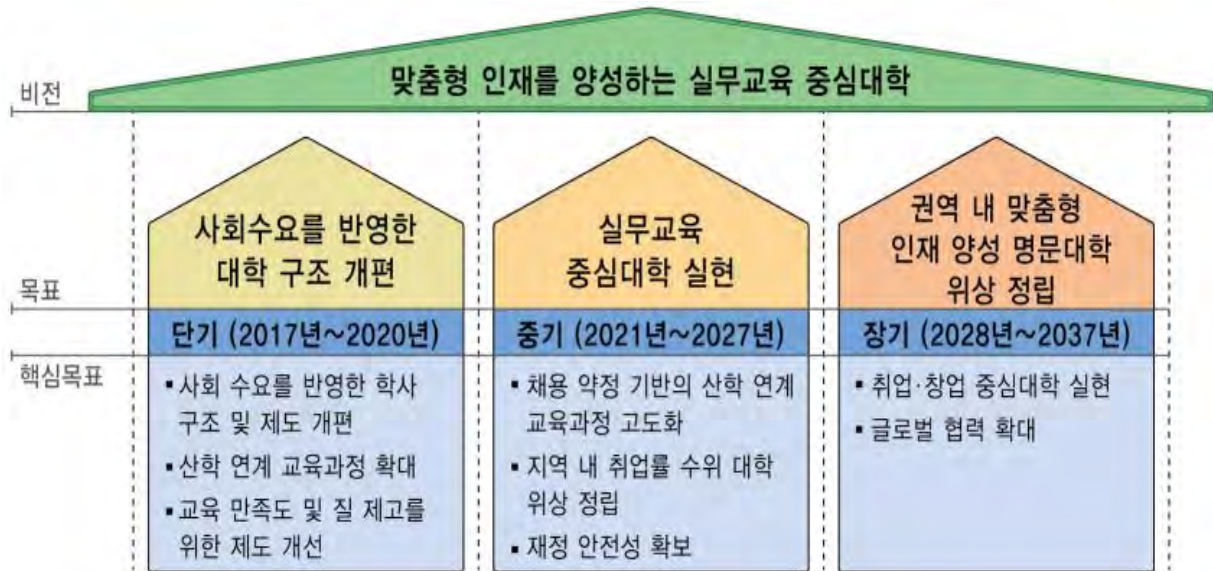 비전
맞춤형 인재를 양성하는 실무교육 중심대학
목표
사회수요를 반영한
대학 구조 개편
단기 (2017년~2020년)
실무교육
중심대학 실현
중기 (2021년~2027년)
권역 내 맞춤형
인재 양성 명문대학
위상 정립
장기 (2028년~2037년)
핵심목표
▪ 사회 수요를 반영한 학사
구조 및 제도 개편
▪ 산학 연계 교육과정 확대
▪ 교육 만족도 및 질 제고를
위한 제도 개선
▪ 채용 약정 기반의 산학 연계
교육과정 고도화
▪ 지역 내 취업률 수위 대학
위상 정립
▪ 재정 안전성 확보
▪ 취업·창업 중심대학 실현
▪ 글로벌 협력 확대